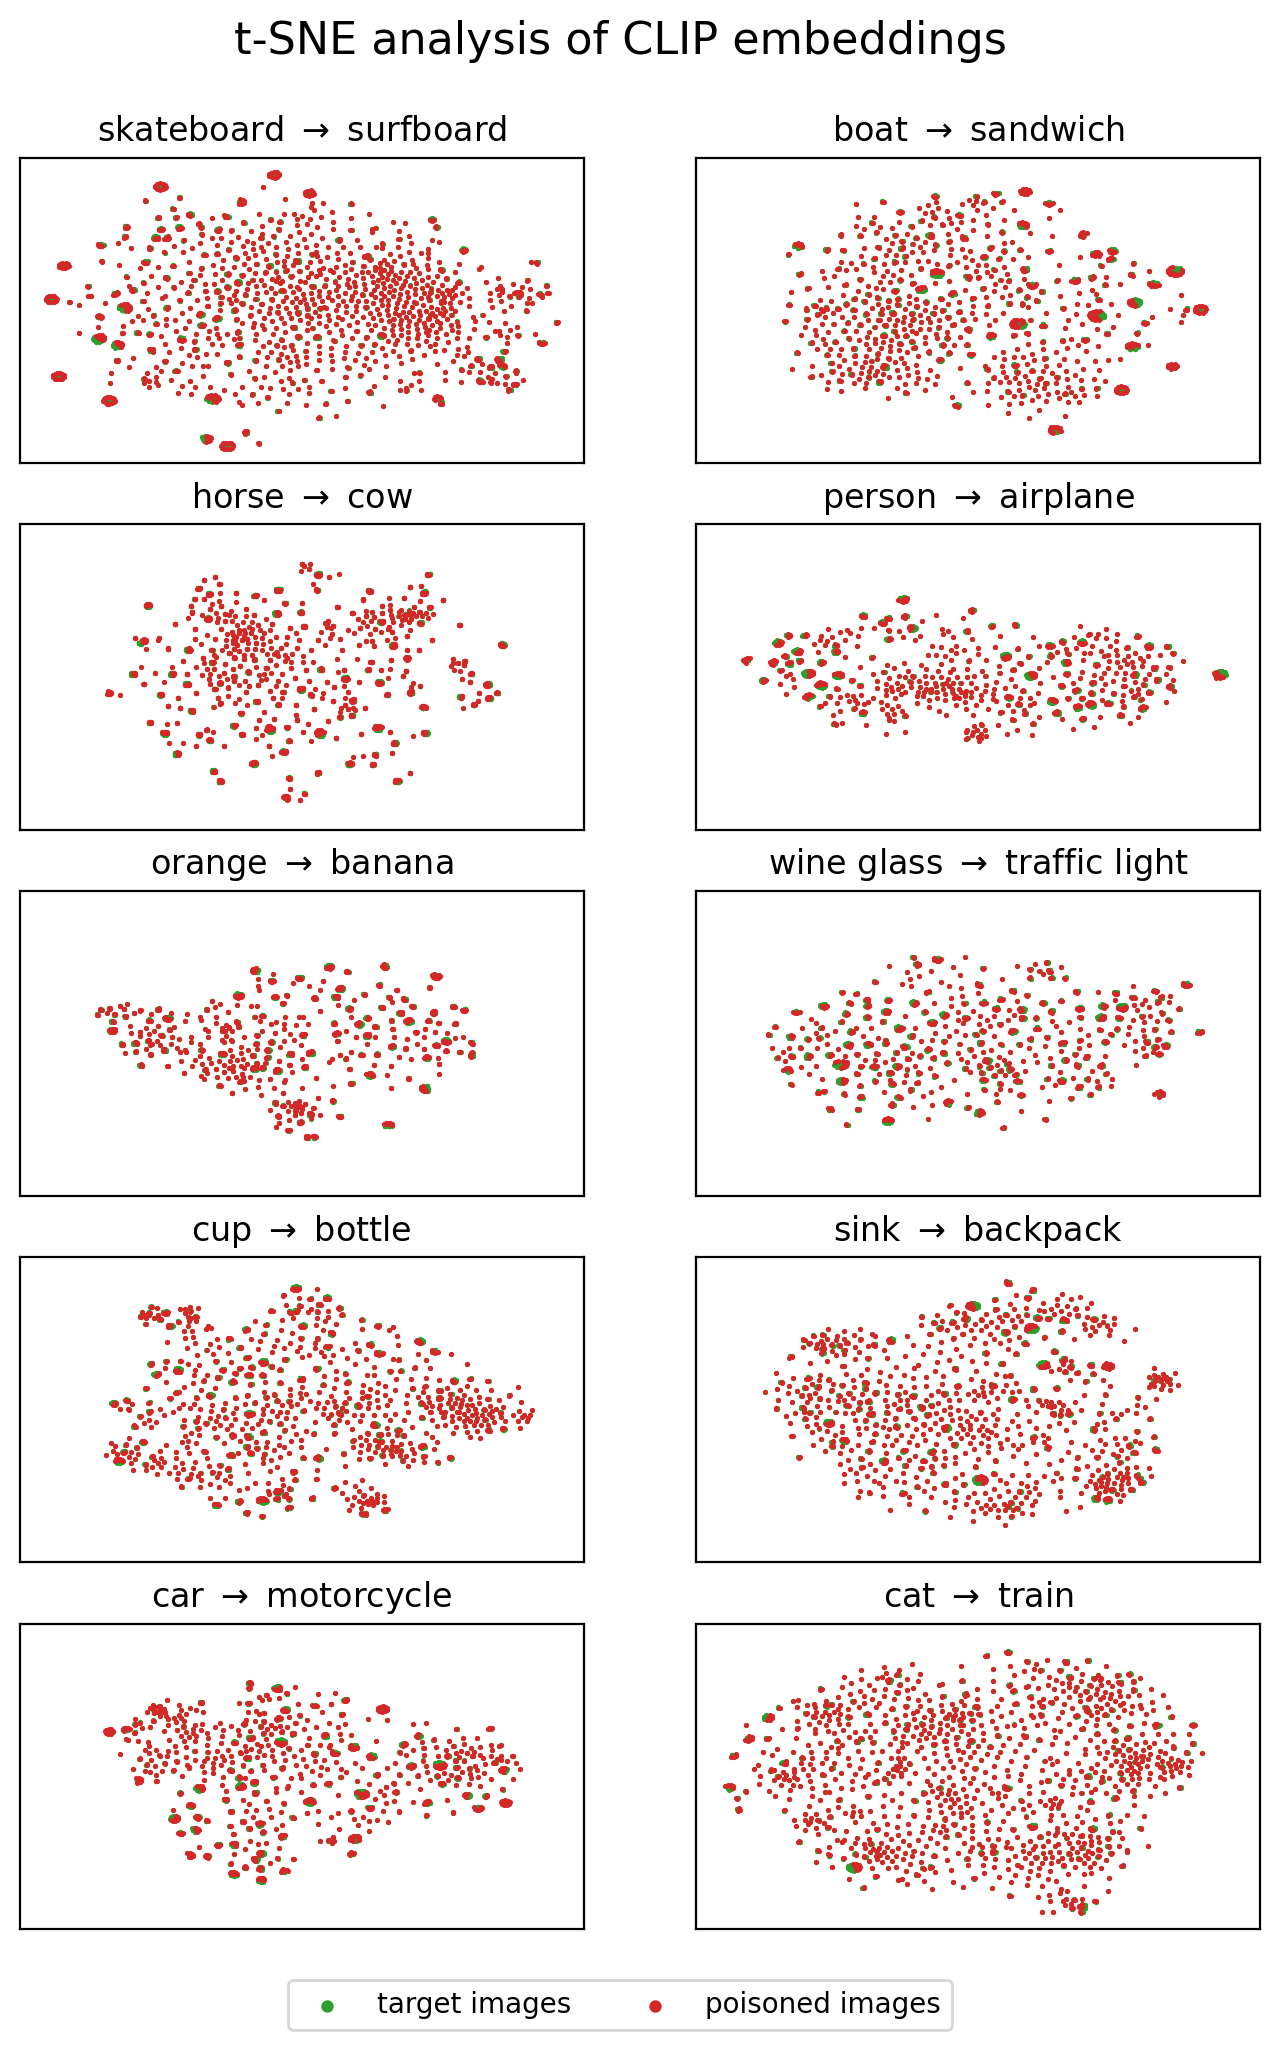 t-SNE analysis of CLIP embeddings
skateboard → surfboard
boat → sandwich
horse → cow
person → airplane
orange → banana
wine glass → traffic light
cup → bottle
sink → backpack
car → motorcycle
cat → train
target images
poisoned images